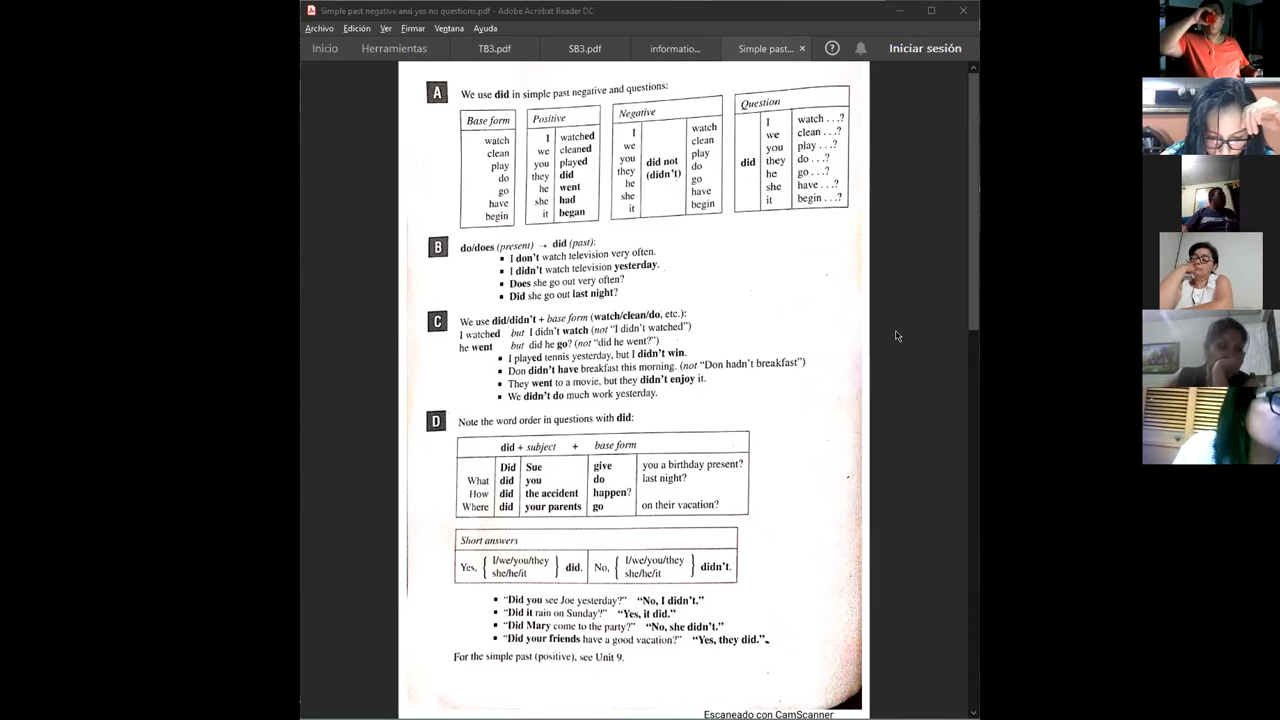 Simple past negative and yes no questions.pdf - Adobe Acrobat Reader DC
Archivo Edición Ver Firmar Ventana Ayuda
Inicio Herramientas TB3.pdf SB3.pdf informatio... Simple past... × Iniciar sesión
A We use did in simple past negative and questions:
Base form Positive Negative Question
watch I watched I watch I watch . . .?
clean we cleaned we clean we clean . . .?
play you played you play you play . . .?
do they did they did not do did they do . . .?
go he went he (didn't) go he go . . .?
have she had she have she have . . .?
begin it began it begin it begin . . .?
B do/does (present) → did (past):
▪ I don't watch television very often.
▪ I didn't watch television yesterday.
▪ Does she go out very often?
▪ Did she go out last night?
C We use did/didn't + base form (watch/clean/do, etc.):
I watched but I didn't watch (not "I didn't watched")
he went but did he go? (not "did he went?")
▪ I played tennis yesterday, but I didn't win.
▪ Don didn't have breakfast this morning. (not "Don hadn't breakfast")
▪ They went to a movie, but they didn't enjoy it.
▪ We didn't do much work yesterday.
D Note the word order in questions with did:
did + subject + base form
Did Sue give you a birthday present?
What did you do last night?
How did the accident happen?
Where did your parents go on their vacation?
Short answers
Yes, { I/we/you/they she/he/it } did. No, { I/we/you/they she/he/it } didn't.
▪ "Did you see Joe yesterday?" "No, I didn't."
▪ "Did it rain on Sunday?" "Yes, it did."
▪ "Did Mary come to the party?" "No, she didn't."
▪ "Did your friends have a good vacation?" "Yes, they did."
For the simple past (positive), see Unit 9.
Escaneado con CamScanner